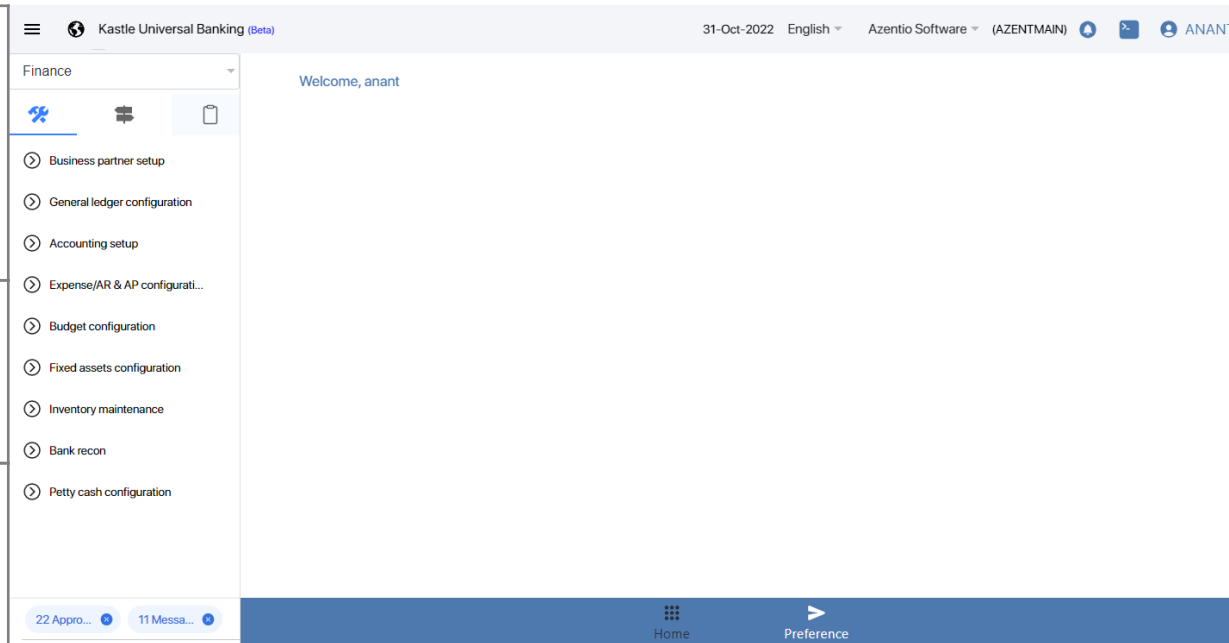 Kastle Universal Banking (Beta)
31-Oct-2022 English Azentio Software (AZENTMAIN) ANANT
Finance
Welcome, anant
Business partner setup
General ledger configuration
Accounting setup
Expense/AR & AP configurati...
Budget configuration
Fixed assets configuration
Inventory maintenance
Bank recon
Petty cash configuration
22 Appro... 11 Messa...
Home Preference